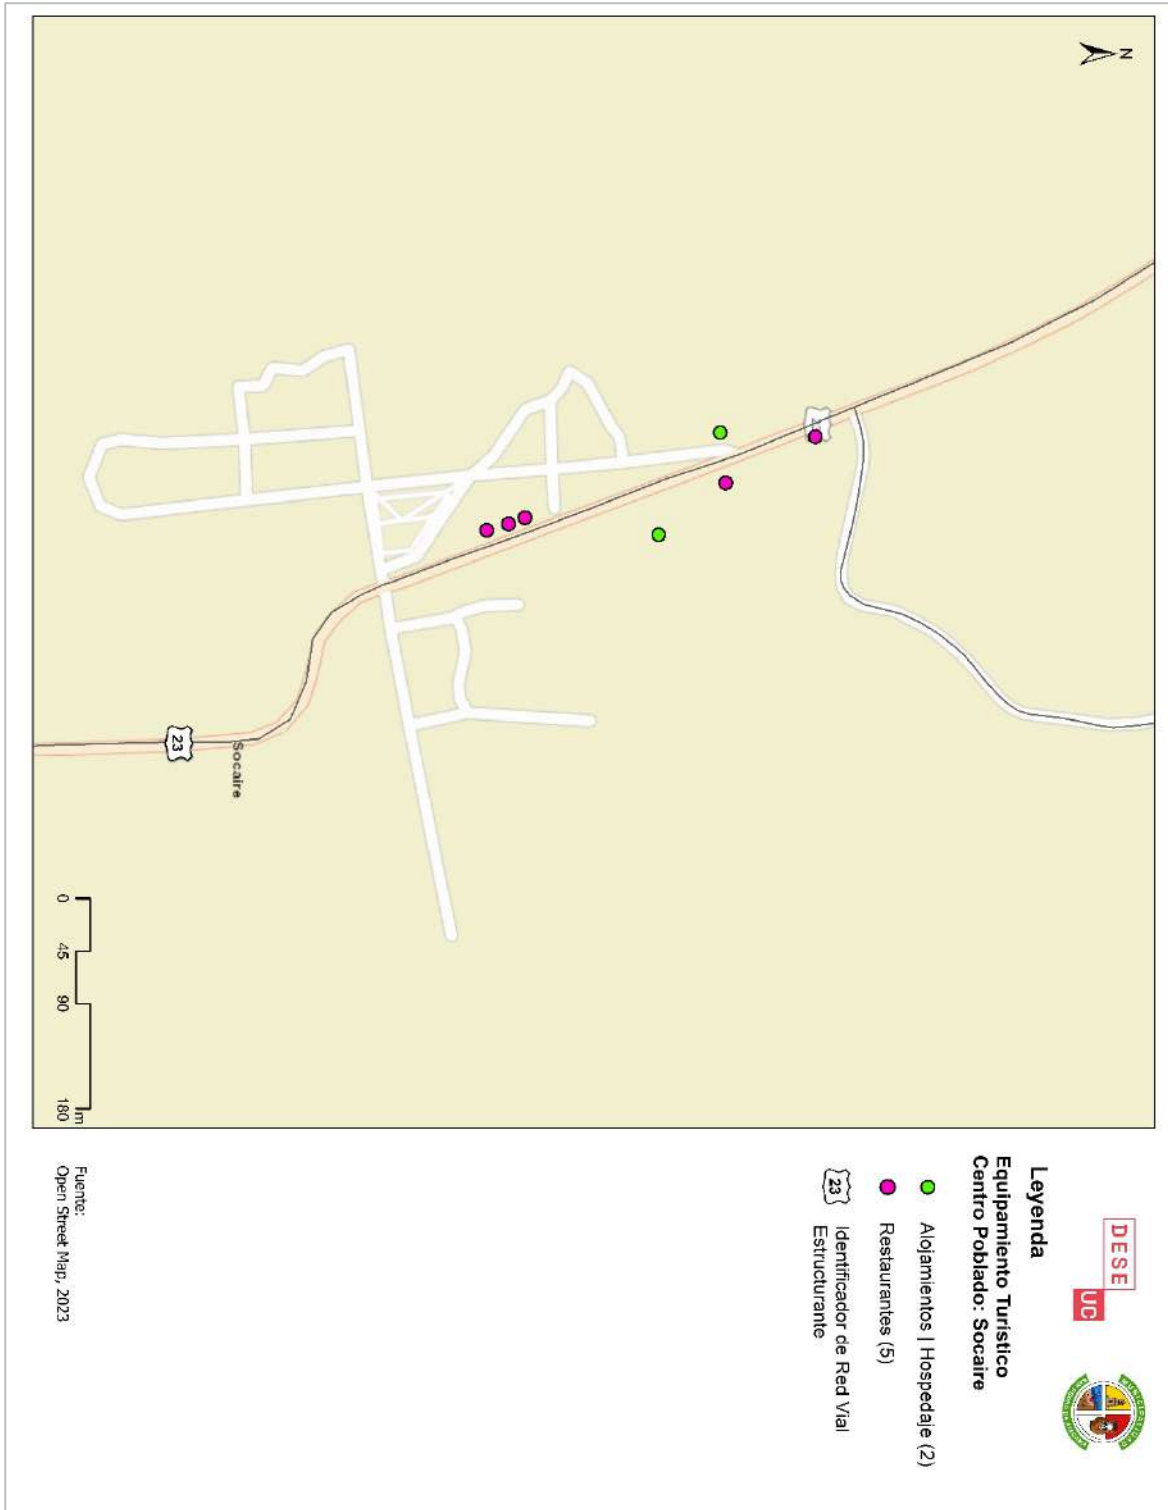 N
23
Socaire
0 45 90 180
m
DESE
UC
MUNICIPALIDAD
Leyenda
Equipamiento Turístico
Centro Poblado: Socaire
Alojamientos | Hospedaje (2)
Restaurantes (5)
23
Identificador de Red Vial
Estructurante
Fuente:
Open Street Map, 2023